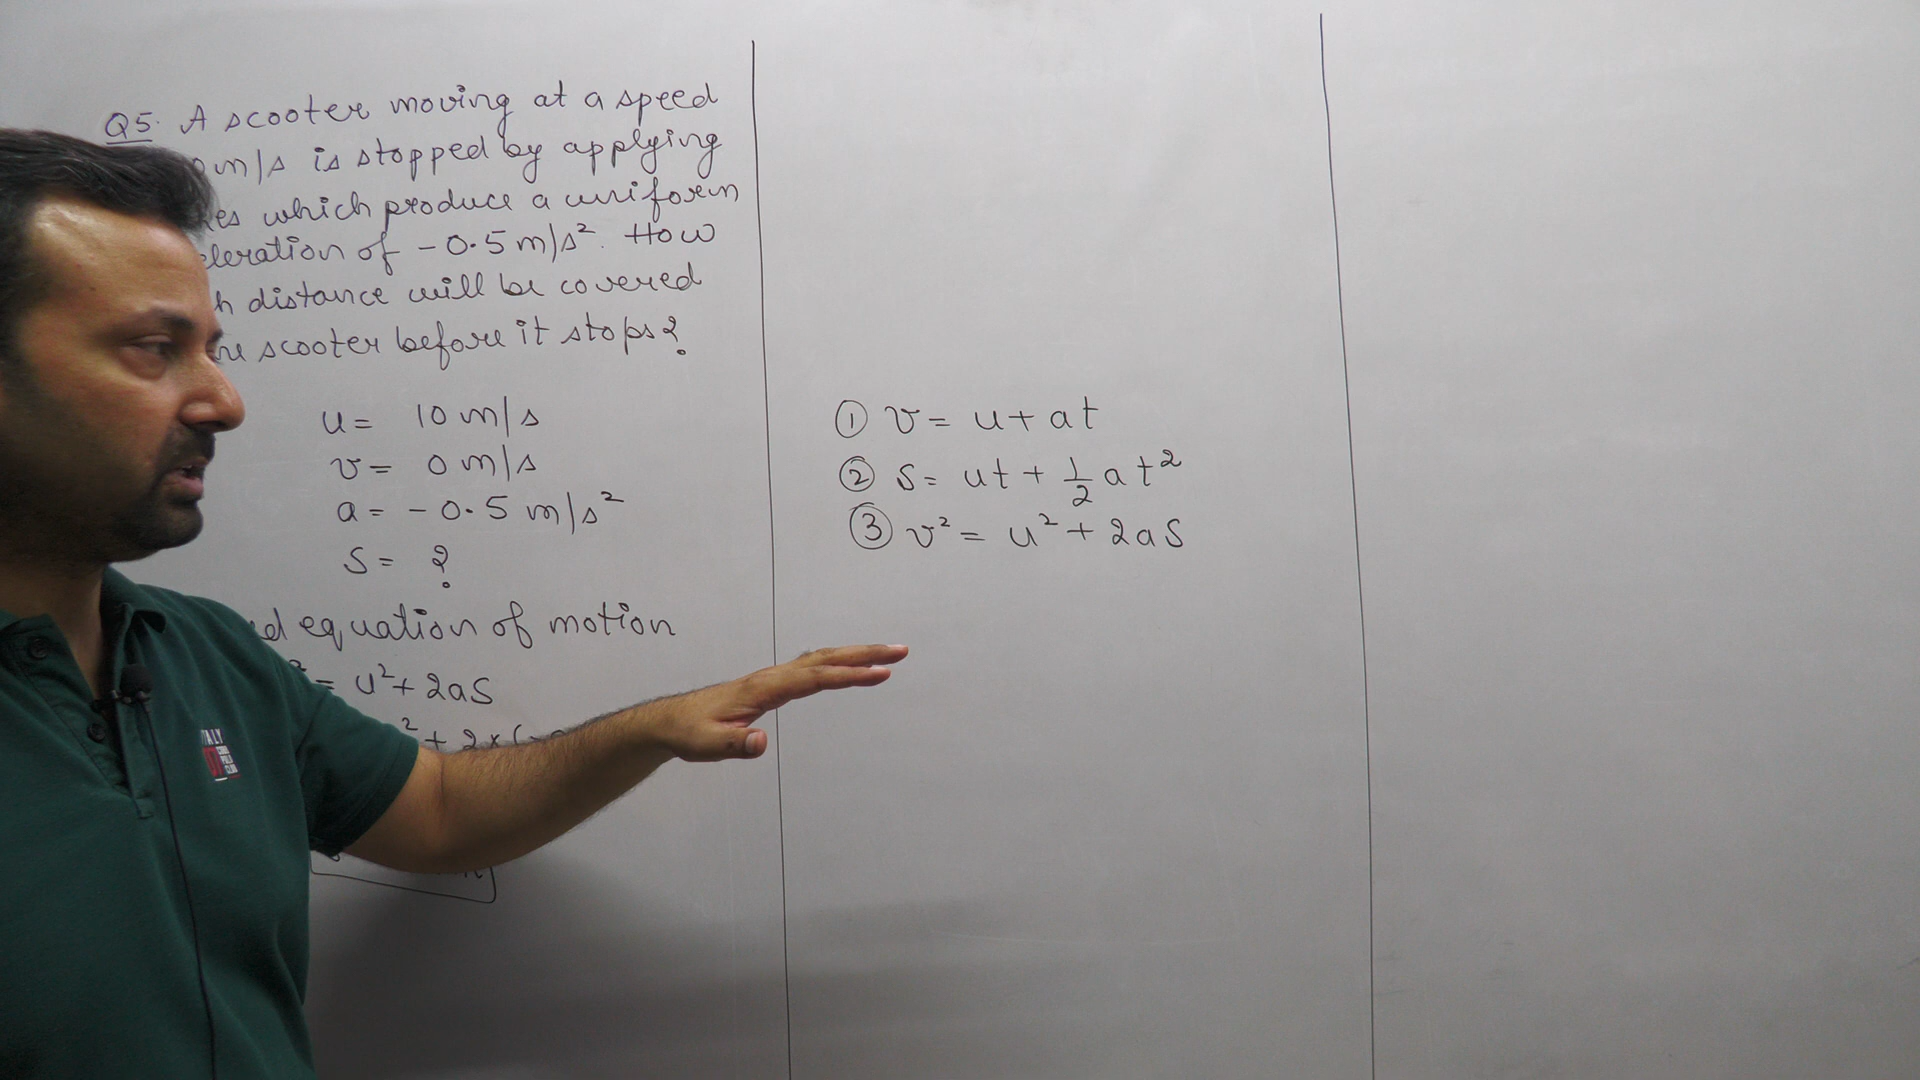 Q5. A scooter moving at a speed
m/s is stopped by applying
which produce a uniform
of -0.5 m/s². How
distance will be covered
scooter before it stops?
u = 10 m/s
v = 0 m/s
a = -0.5 m/s²
S = ?
equation of motion
= u² + 2aS
² + 2×(-
① v = u + at
② S = ut + 1/2 at²
③ v² = u² + 2aS